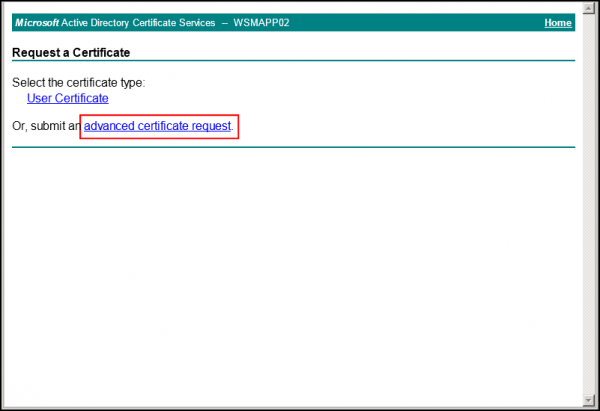 Microsoft Active Directory Certificate Services -- WSMAPP02 Home
Request a Certificate
Select the certificate type:
User Certificate
Or, submit an advanced certificate request.